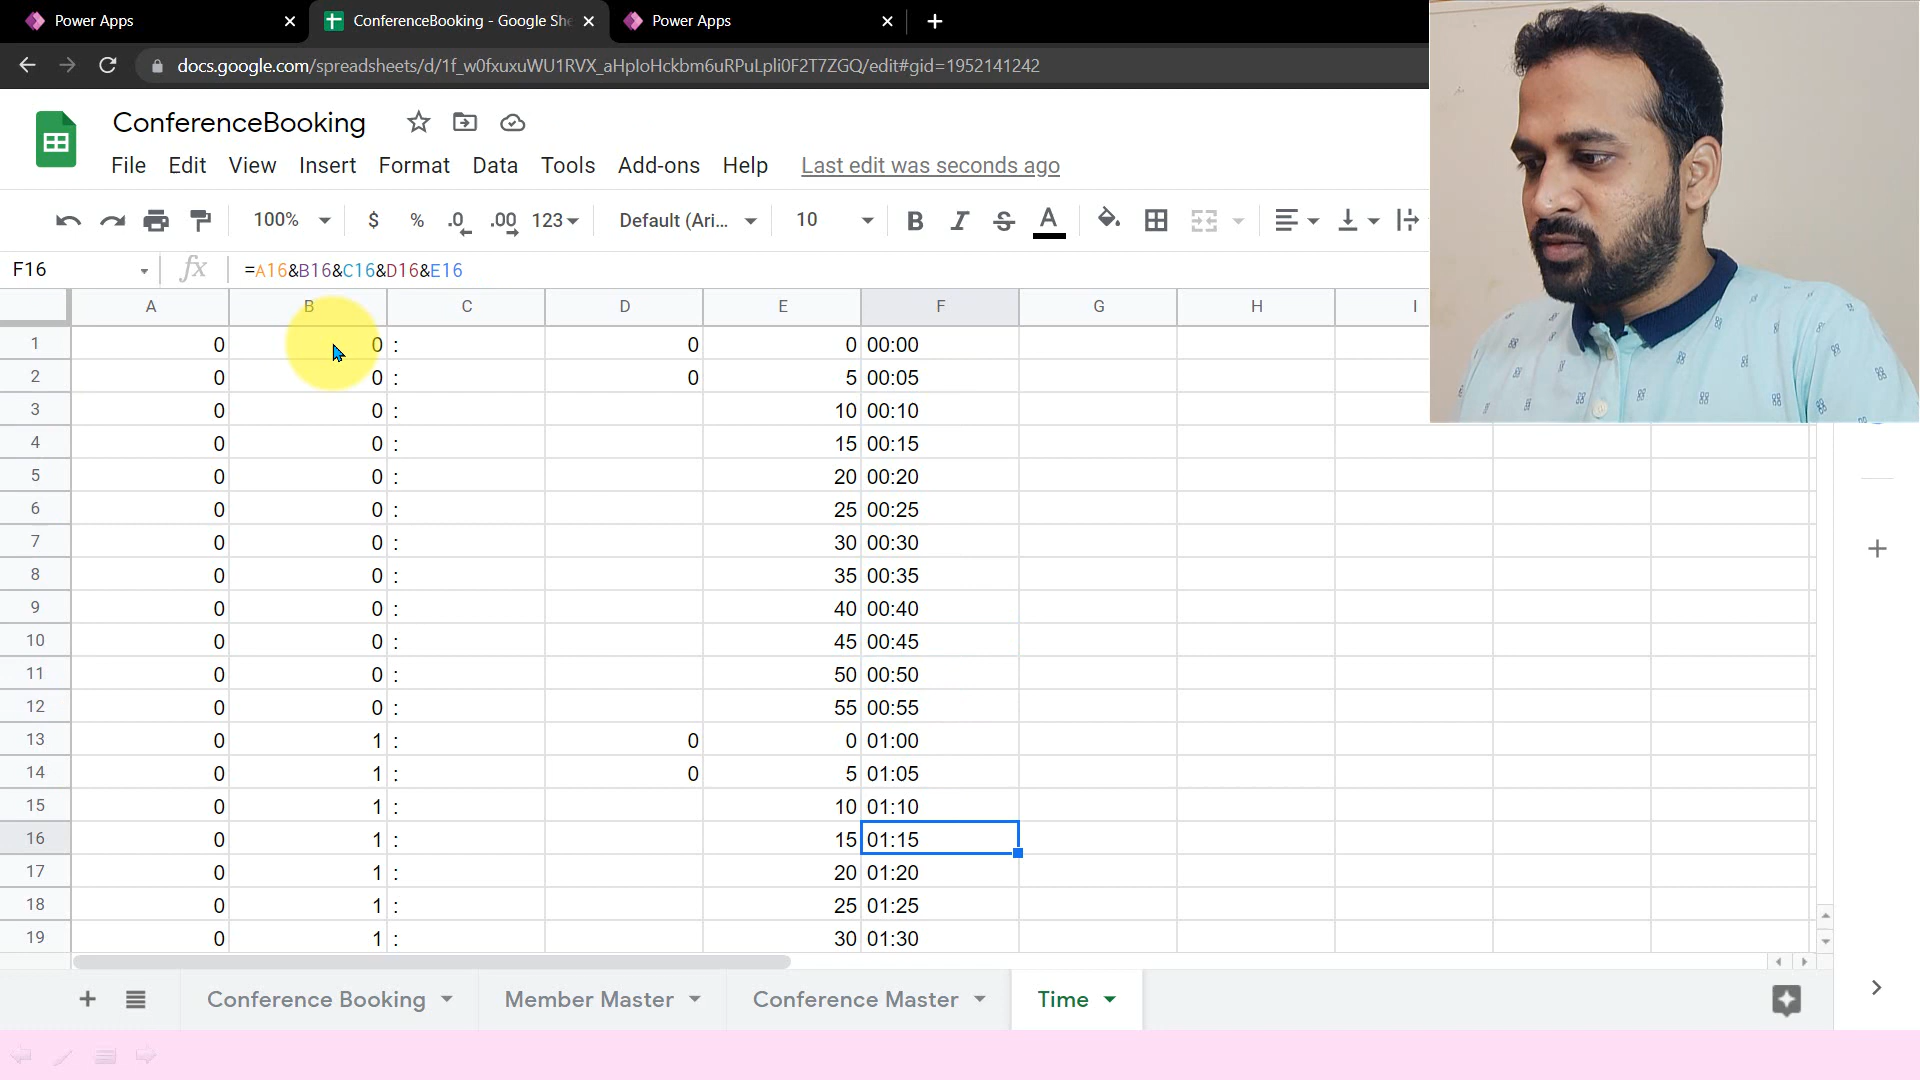 Power Apps
ConferenceBooking - Google She
Power Apps
docs.google.com/spreadsheets/d/1f_w0fxuxuWU1RVX_aHpIoHckbm6uRPuLpli0F2T7ZGQ/edit#gid=1952141242
ConferenceBooking
File Edit View Insert Format Data Tools Add-ons Help Last edit was seconds ago
100% $ % .0 .00 123 Default (Ari... 10 B I S A
F16 fx =A16&B16&C16&D16&E16
A B C D E F G H I
1 0 0 : 0 0 00:00
2 0 0 : 0 5 00:05
3 0 0 : 10 00:10
4 0 0 : 15 00:15
5 0 0 : 20 00:20
6 0 0 : 25 00:25
7 0 0 : 30 00:30
8 0 0 : 35 00:35
9 0 0 : 40 00:40
10 0 0 : 45 00:45
11 0 0 : 50 00:50
12 0 0 : 55 00:55
13 0 1 : 0 0 01:00
14 0 1 : 0 5 01:05
15 0 1 : 10 01:10
16 0 1 : 15 01:15
17 0 1 : 20 01:20
18 0 1 : 25 01:25
19 0 1 : 30 01:30
Conference Booking Member Master Conference Master Time